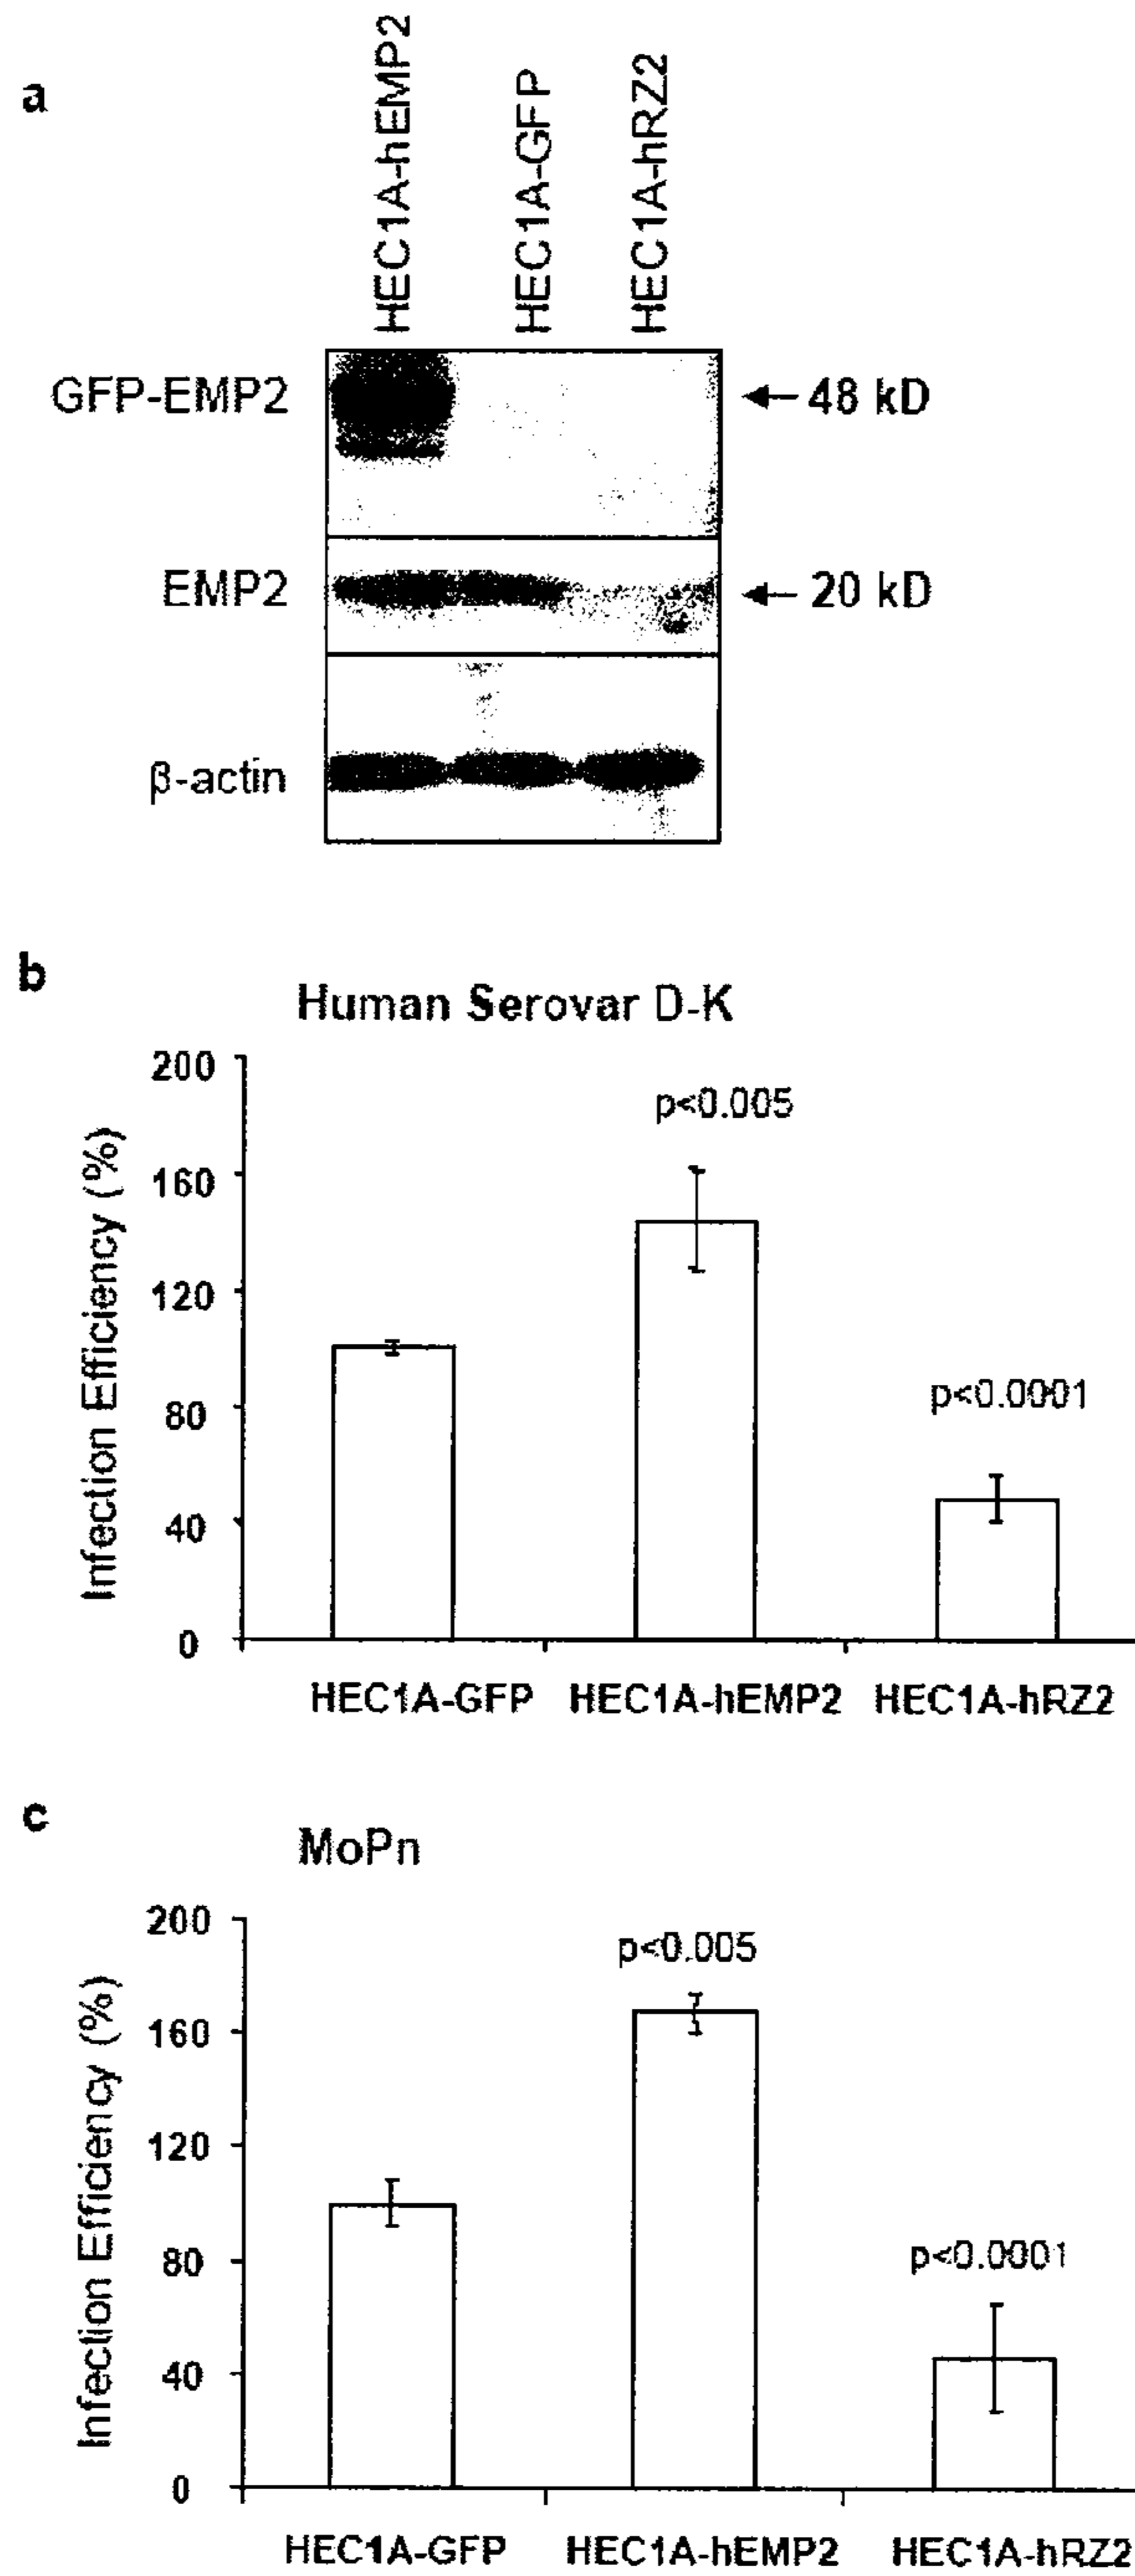 a
HEC1A-hEMP2
HEC1A-GFP
HEC1A-hRZ2
GFP-EMP2
48 kD
EMP2
20 kD
β-actin
b
Human Serovar D-K
Infection Efficiency (%)
200
160
120
80
40
0
p<0.005
p<0.0001
HEC1A-GFP HEC1A-hEMP2 HEC1A-hRZ2
c
MoPn
Infection Efficiency (%)
200
160
120
80
40
0
p<0.005
p<0.0001
HEC1A-GFP HEC1A-hEMP2 HEC1A-hRZ2